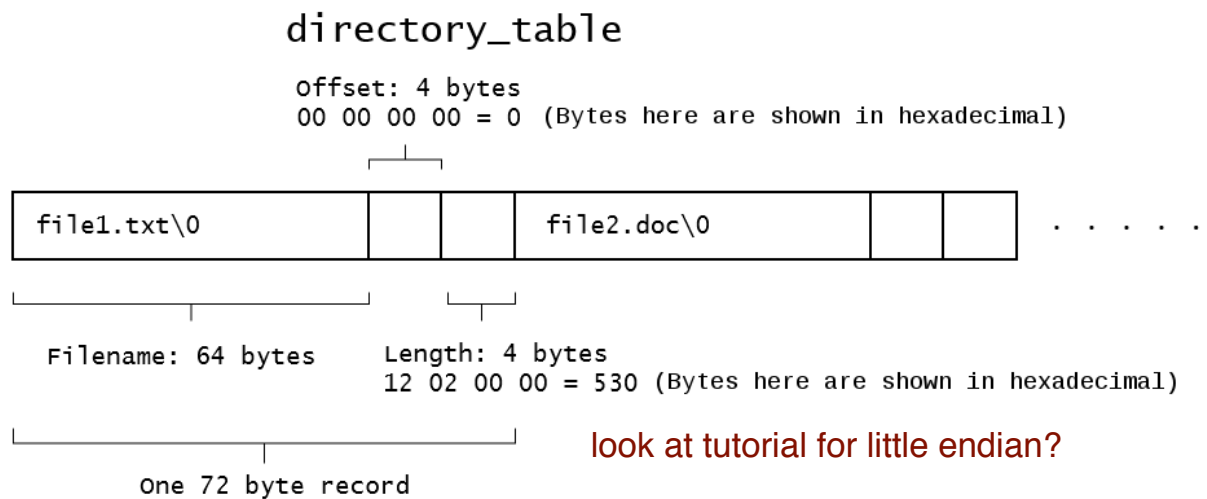 directory_table
Offset: 4 bytes
00 00 00 00 = 0 (Bytes here are shown in hexadecimal)
file1.txt\0
file2.doc\0
. . . . .
Filename: 64 bytes
Length: 4 bytes
12 02 00 00 = 530 (Bytes here are shown in hexadecimal)
look at tutorial for little endian?
One 72 byte record